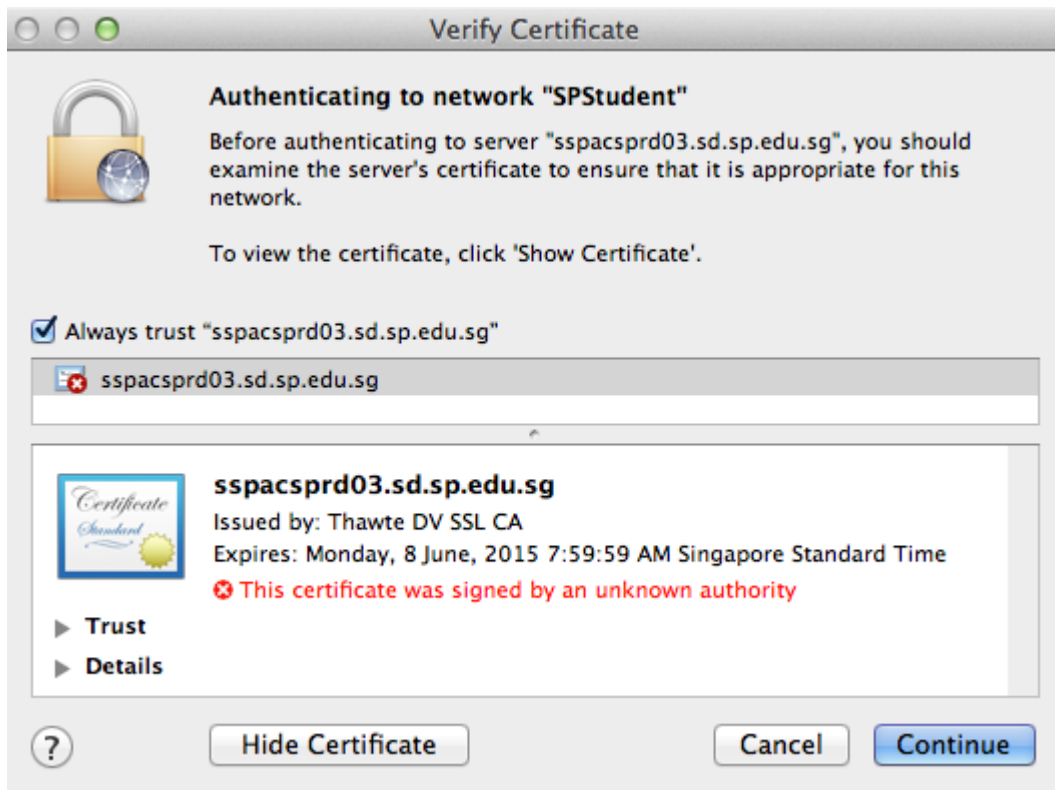 Verify Certificate
Authenticating to network "SPStudent"
Before authenticating to server "sspacsprd03.sd.sp.edu.sg", you should
examine the server's certificate to ensure that it is appropriate for this
network.
To view the certificate, click 'Show Certificate'.
Always trust “sspacsprd03.sd.sp.edu.sg”
sspacsprd03.sd.sp.edu.sg
Certificate
Standard
sspacsprd03.sd.sp.edu.sg
Issued by: Thawte DV SSL CA
Expires: Monday, 8 June, 2015 7:59:59 AM Singapore Standard Time
This certificate was signed by an unknown authority
Trust
Details
? Hide Certificate Cancel Continue